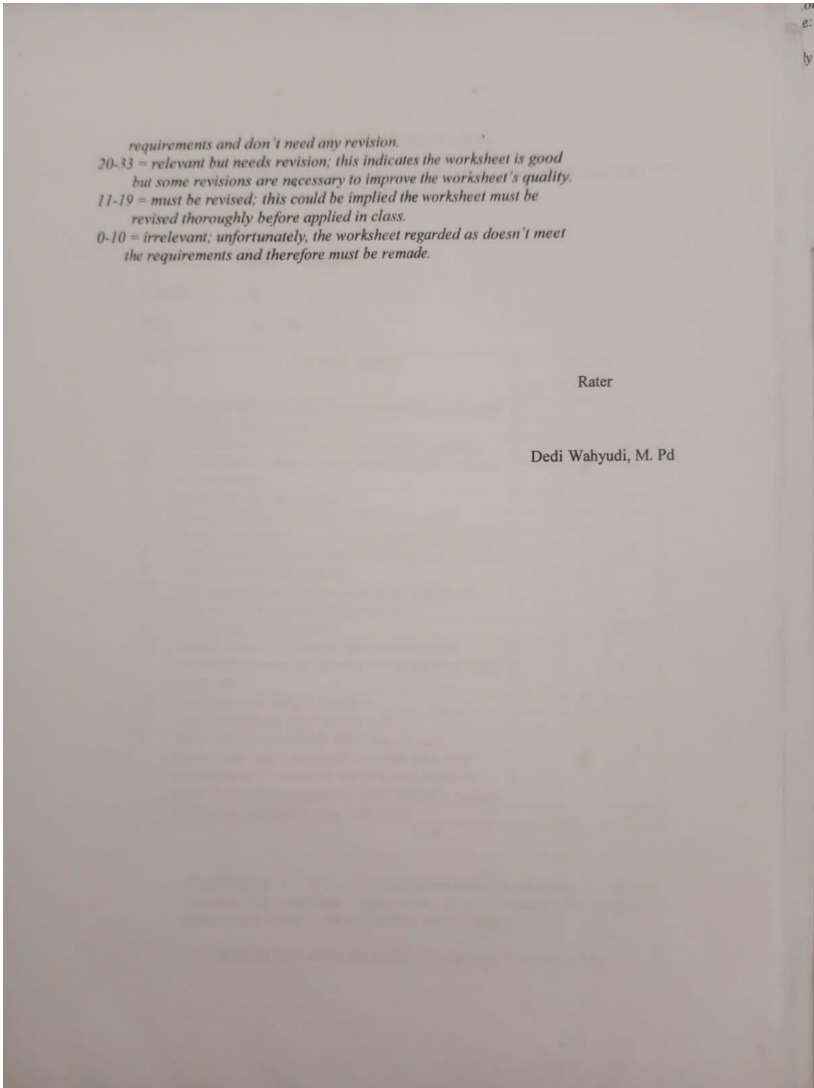 requirements and don't need any revision.
20-33 = relevant but needs revision; this indicates the worksheet is good
but some revisions are necessary to improve the worksheet's quality.
11-19 = must be revised; this could be implied the worksheet must be
revised thoroughly before applied in class.
0-10 = irrelevant; unfortunately, the worksheet regarded as doesn't meet
the requirements and therefore must be remade.
Rater
Dedi Wahyudi, M. Pd